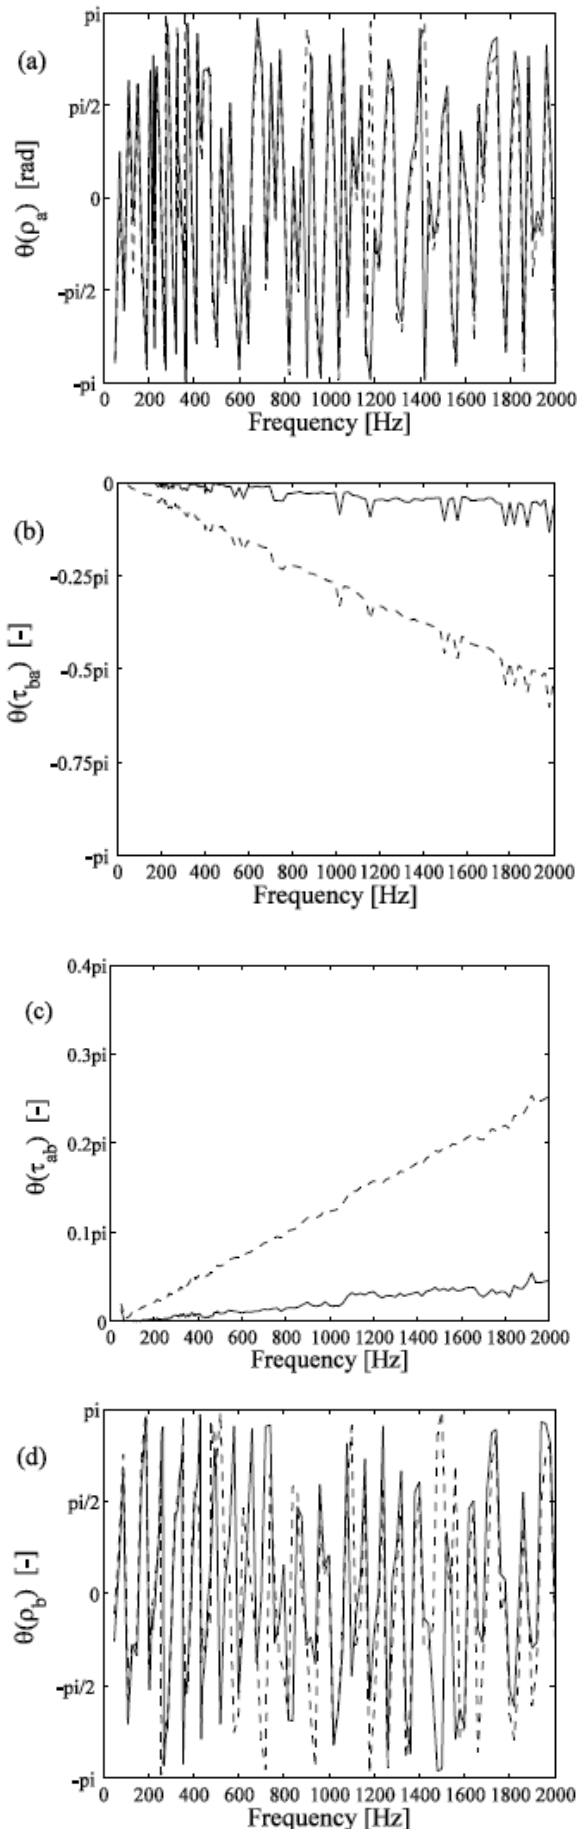 (a)
θ(ρa) [rad]
pi
pi/2
0
-pi/2
-pi
0 200 400 600 800 1000 1200 1400 1600 1800 2000
Frequency [Hz]
(b)
θ(τba) [-]
0
-0.25pi
-0.5pi
-0.75pi
-pi
0 200 400 600 800 1000 1200 1400 1600 1800 2000
Frequency [Hz]
(c)
θ(τab) [-]
0.4pi
0.3pi
0.2pi
0.1pi
0
0 200 400 600 800 1000 1200 1400 1600 1800 2000
Frequency [Hz]
(d)
θ(ρb) [-]
pi
pi/2
0
-pi/2
-pi
0 200 400 600 800 1000 1200 1400 1600 1800 2000
Frequency [Hz]